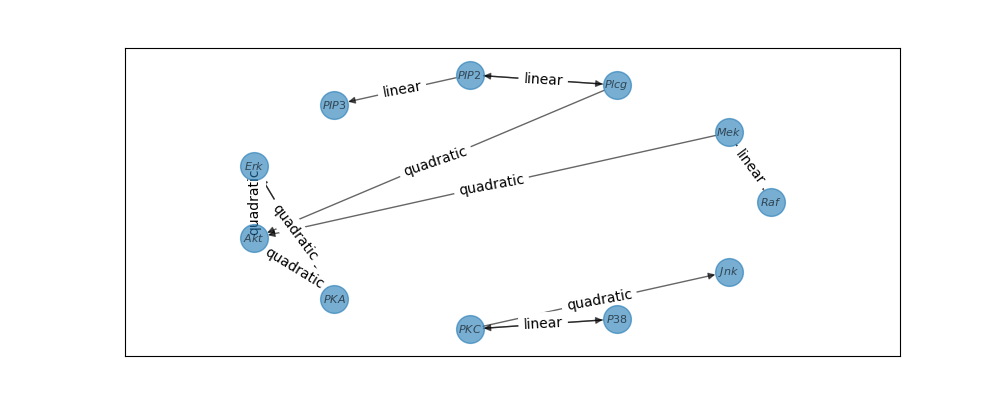 PIP2
linear
Plcg
linear
PIP3
Mek
quadratic
linear
Erk
quadratic
quadratic
Raf
quadratic
Akt
quadratic
Jnk
PKA
quadratic
P38
linear
PKC